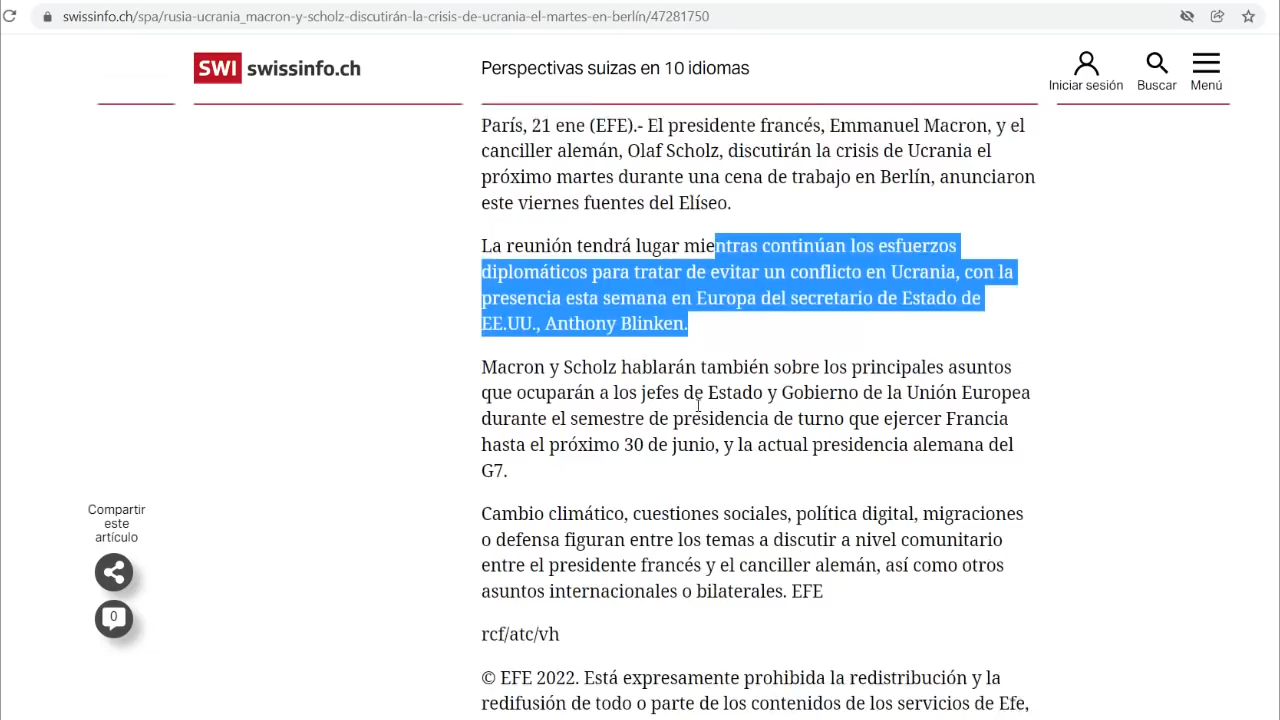 swissinfo.ch/spa/rusia-ucrania_macron-y-scholz-discutirán-la-crisis-de-ucrania-el-martes-en-berlín/47281750
SWI swissinfo.ch
Perspectivas suizas en 10 idiomas
Iniciar sesión
Buscar
Menú
París, 21 ene (EFE).- El presidente francés, Emmanuel Macron, y el
canciller alemán, Olaf Scholz, discutirán la crisis de Ucrania el
próximo martes durante una cena de trabajo en Berlín, anunciaron
este viernes fuentes del Elíseo.
La reunión tendrá lugar mientras continúan los esfuerzos
diplomáticos para tratar de evitar un conflicto en Ucrania, con la
presencia esta semana en Europa del secretario de Estado de
EE.UU., Anthony Blinken.
Macron y Scholz hablarán también sobre los principales asuntos
que ocuparán a los jefes de Estado y Gobierno de la Unión Europea
durante el semestre de presidencia de turno que ejercer Francia
hasta el próximo 30 de junio, y la actual presidencia alemana del
G7.
Cambio climático, cuestiones sociales, política digital, migraciones
o defensa figuran entre los temas a discutir a nivel comunitario
entre el presidente francés y el canciller alemán, así como otros
asuntos internacionales o bilaterales. EFE
rcf/atc/vh
© EFE 2022. Está expresamente prohibida la redistribución y la
redifusión de todo o parte de los contenidos de los servicios de Efe,
Compartir
este
artículo
0